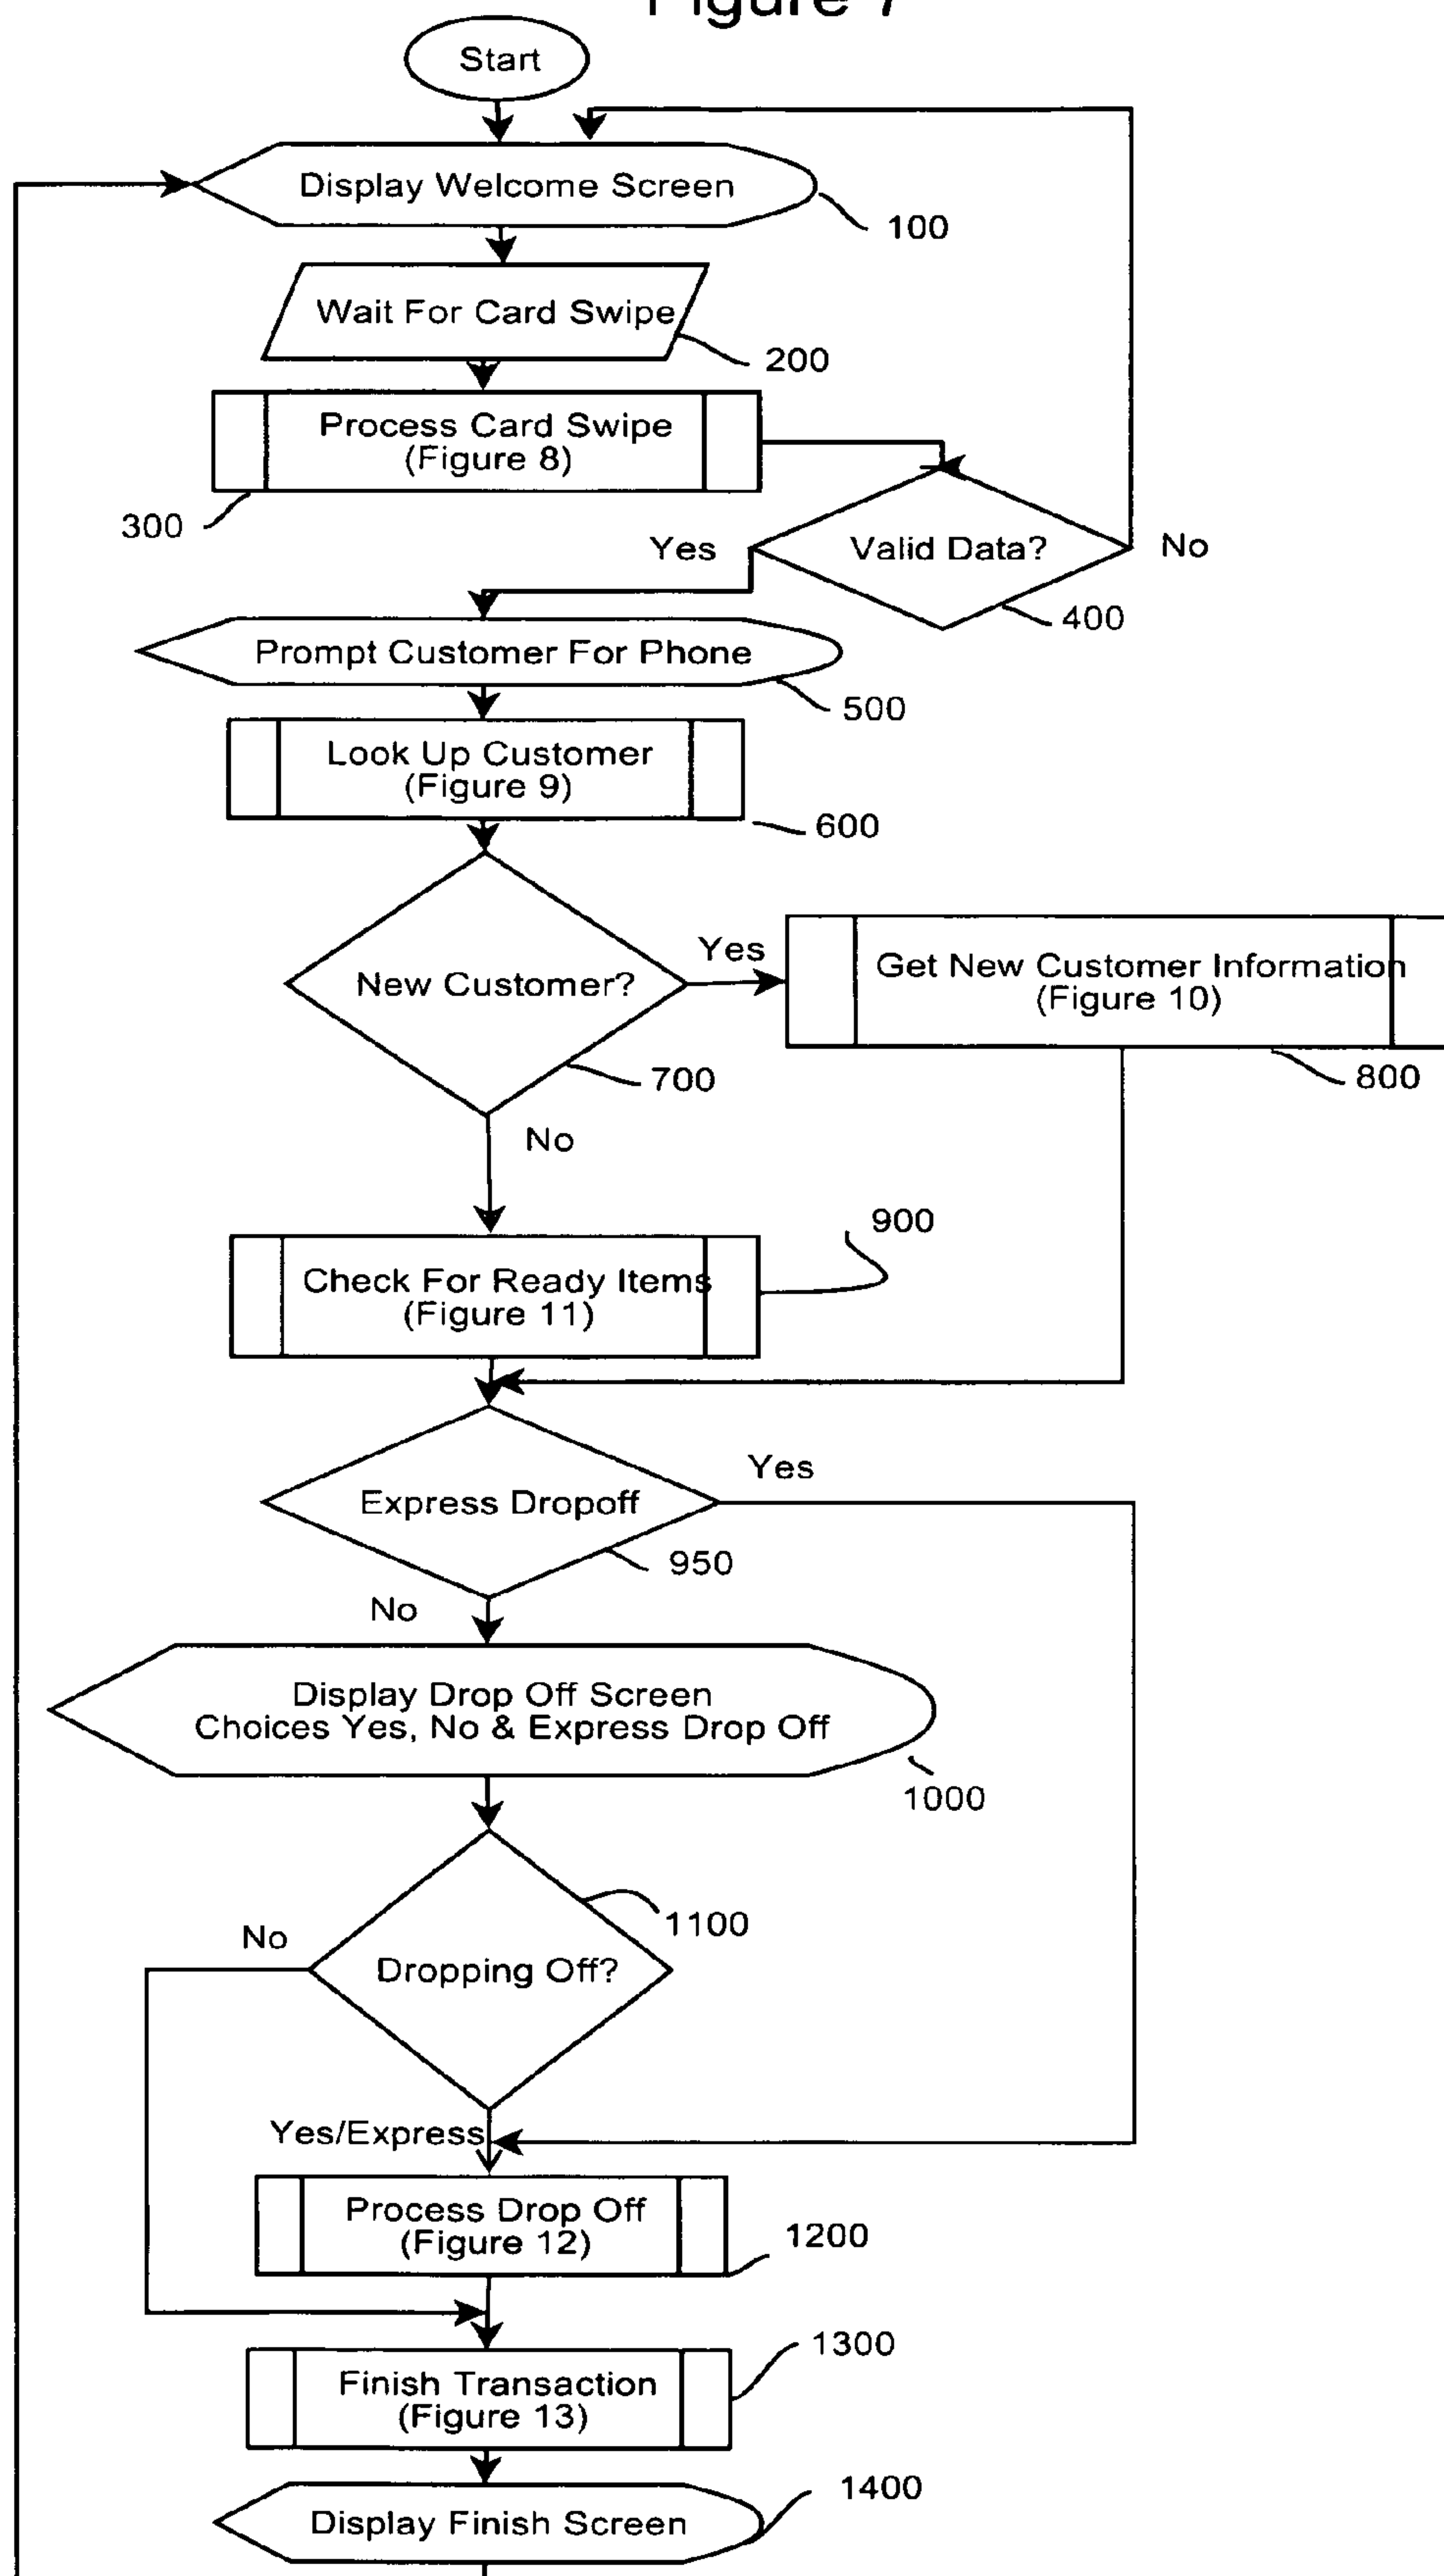 Figure 7
Start
Display Welcome Screen
100
Wait For Card Swipe
200
Process Card Swipe
(Figure 8)
300
Yes
Valid Data?
No
400
Prompt Customer For Phone
500
Look Up Customer
(Figure 9)
600
New Customer?
Yes
Get New Customer Information
(Figure 10)
700
800
No
900
Check For Ready Items
(Figure 11)
Yes
Express Dropoff
950
No
Display Drop Off Screen
Choices Yes, No & Express Drop Off
1000
1100
No
Dropping Off?
Yes/Express
Process Drop Off
(Figure 12)
1200
1300
Finish Transaction
(Figure 13)
1400
Display Finish Screen